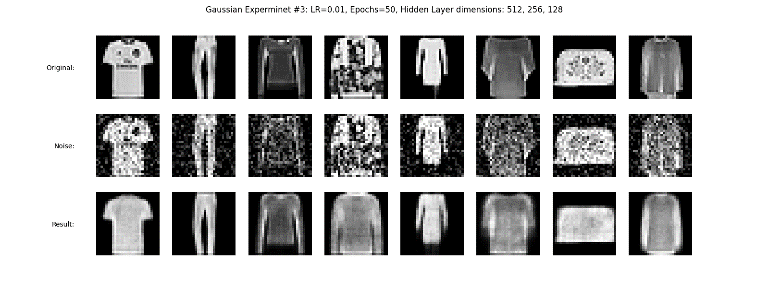 Gaussian Experminet #3: LR=0.01, Epochs=50, Hidden Layer dimensions: 512, 256, 128
Original:
Noise:
Result: